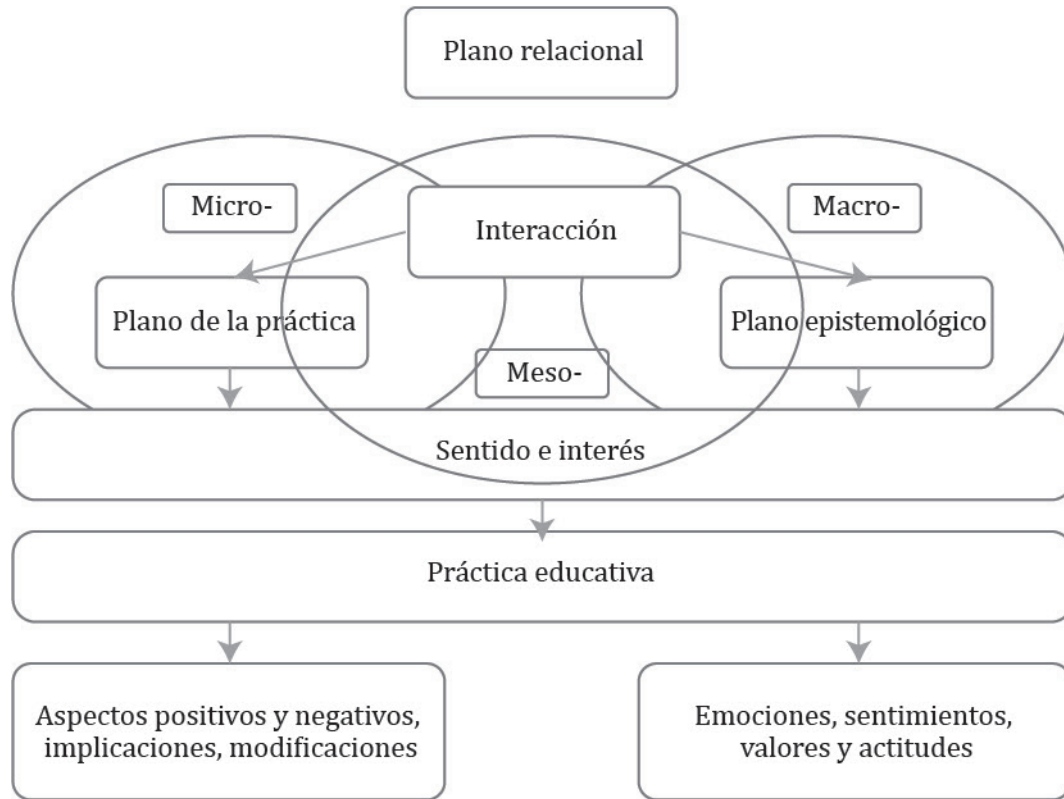 Plano relacional
Micro-
Macro-
Interacción
Plano de la práctica
Plano epistemológico
Meso-
Sentido e interés
Práctica educativa
Aspectos positivos y negativos,
implicaciones, modificaciones
Emociones, sentimientos,
valores y actitudes